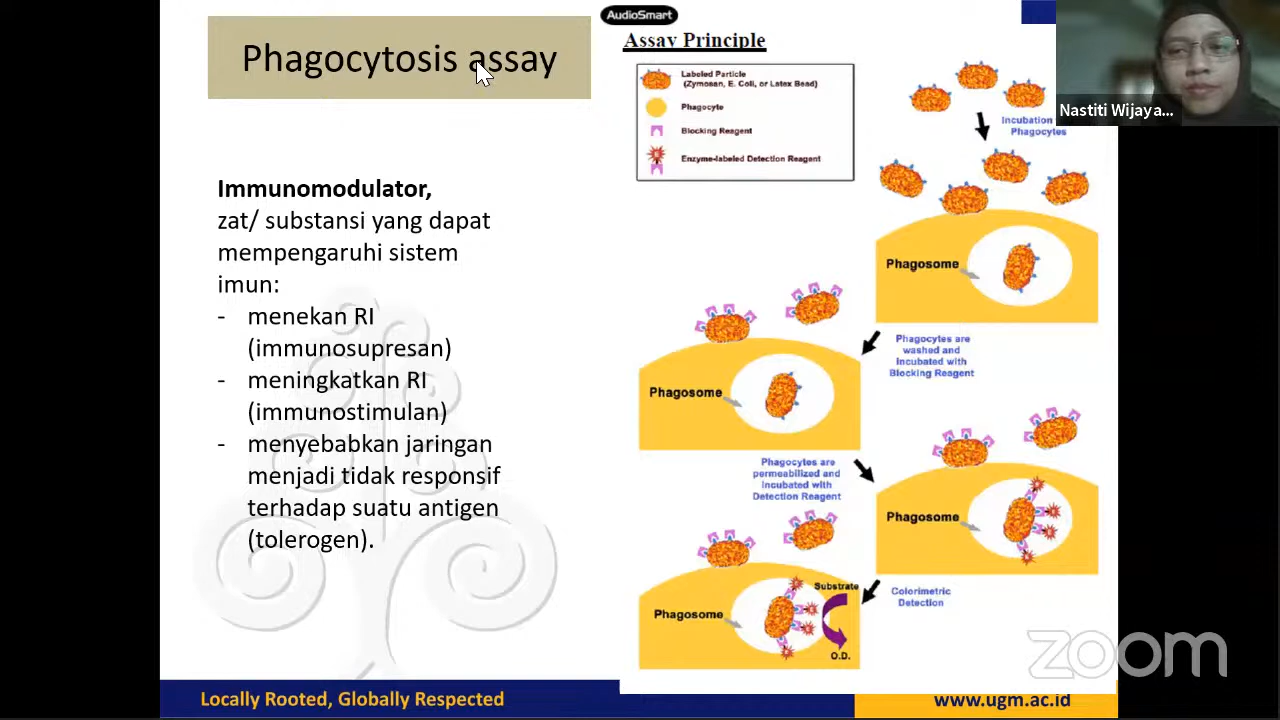 Phagocytosis assay
Immunomodulator,
zat/ substansi yang dapat
mempengaruhi sistem
imun:
- menekan RI
(immunosupresan)
- meningkatkan RI
(immunostimulan)
- menyebabkan jaringan
menjadi tidak responsif
terhadap suatu antigen
(tolerogen).
AudioSmart
Assay Principle
Labeled Particle
(Zymosan, E. Coli, or Latex Bead)
Phagocyte
Blocking Reagent
Enzyme-labeled Detection Reagent
Nastiti Wijaya...
Incubation
Phagocytes
Phagosome
Phagocytes are
washed and
Incubated with
Blocking Reagent
Phagosome
Phagocytes are
permeabilized and
Incubated with
Detection Reagent
Phagosome
Colorimetric
Detection
Phagosome
Substrate
O.D.
zoom
Locally Rooted, Globally Respected
www.ugm.ac.id